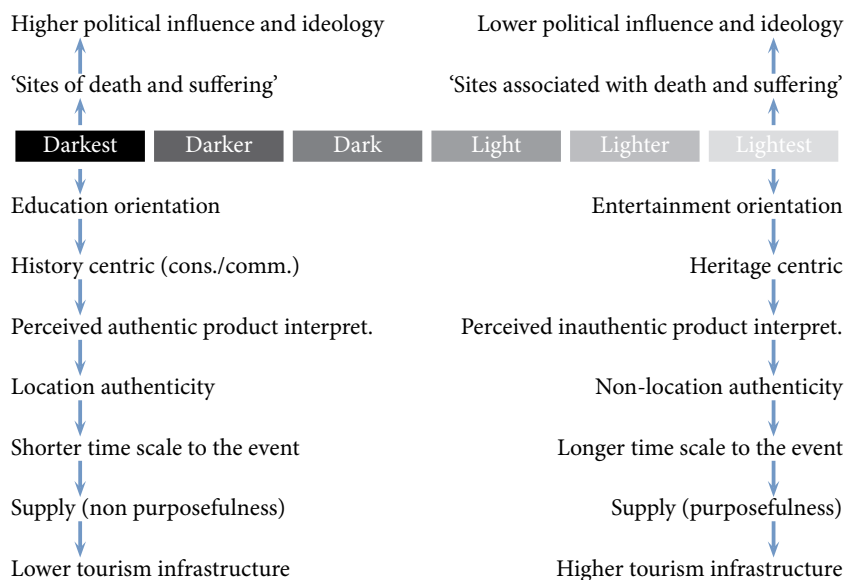 Higher political influence and ideology Lower political influence and ideology
‘Sites of death and suffering’ ‘Sites associated with death and suffering’
Darkest Darker Dark Light Lighter Lightest
Education orientation Entertainment orientation
History centric (cons./comm.) Heritage centric
Perceived authentic product interpret. Perceived inauthentic product interpret.
Location authenticity Non-location authenticity
Shorter time scale to the event Longer time scale to the event
Supply (non purposefulness) Supply (purposefulness)
Lower tourism infrastructure Higher tourism infrastructure